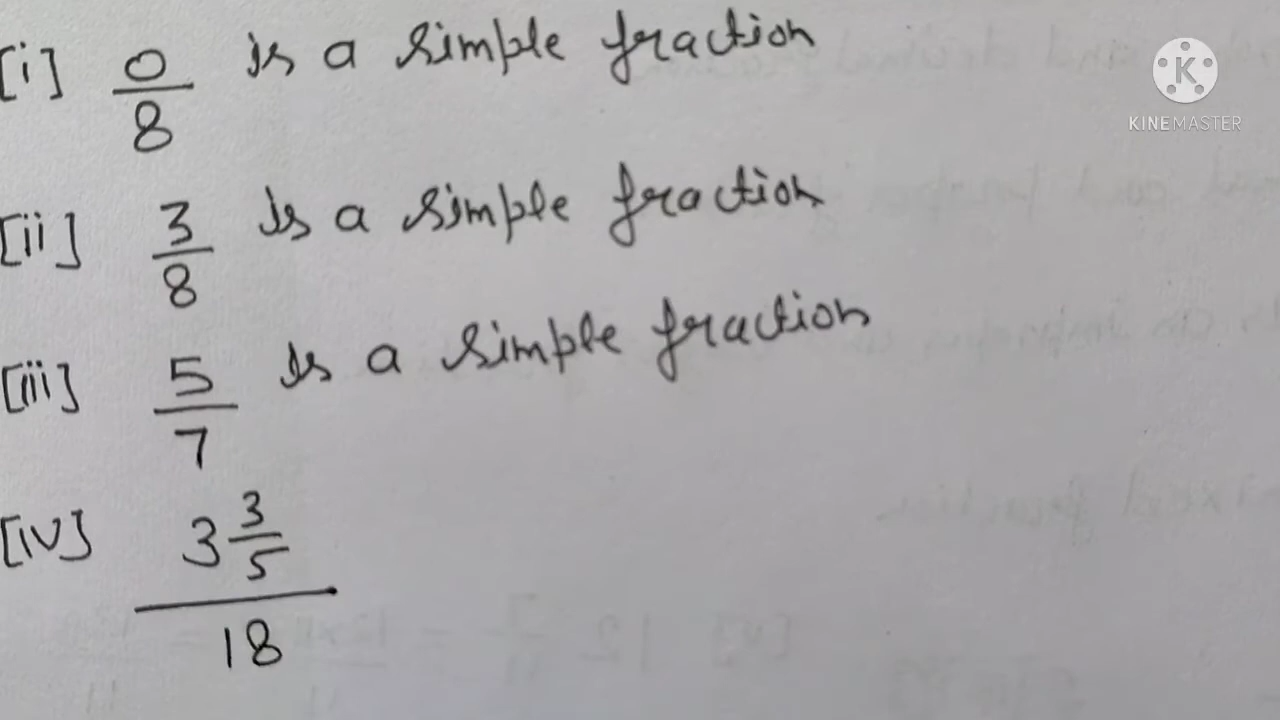 [i] 0/8 is a simple fraction
KINEMASTER
[ii] 3/8 is a simple fraction
[iii] 5/7 is a simple fraction
[iv] 3 3/5 / 18